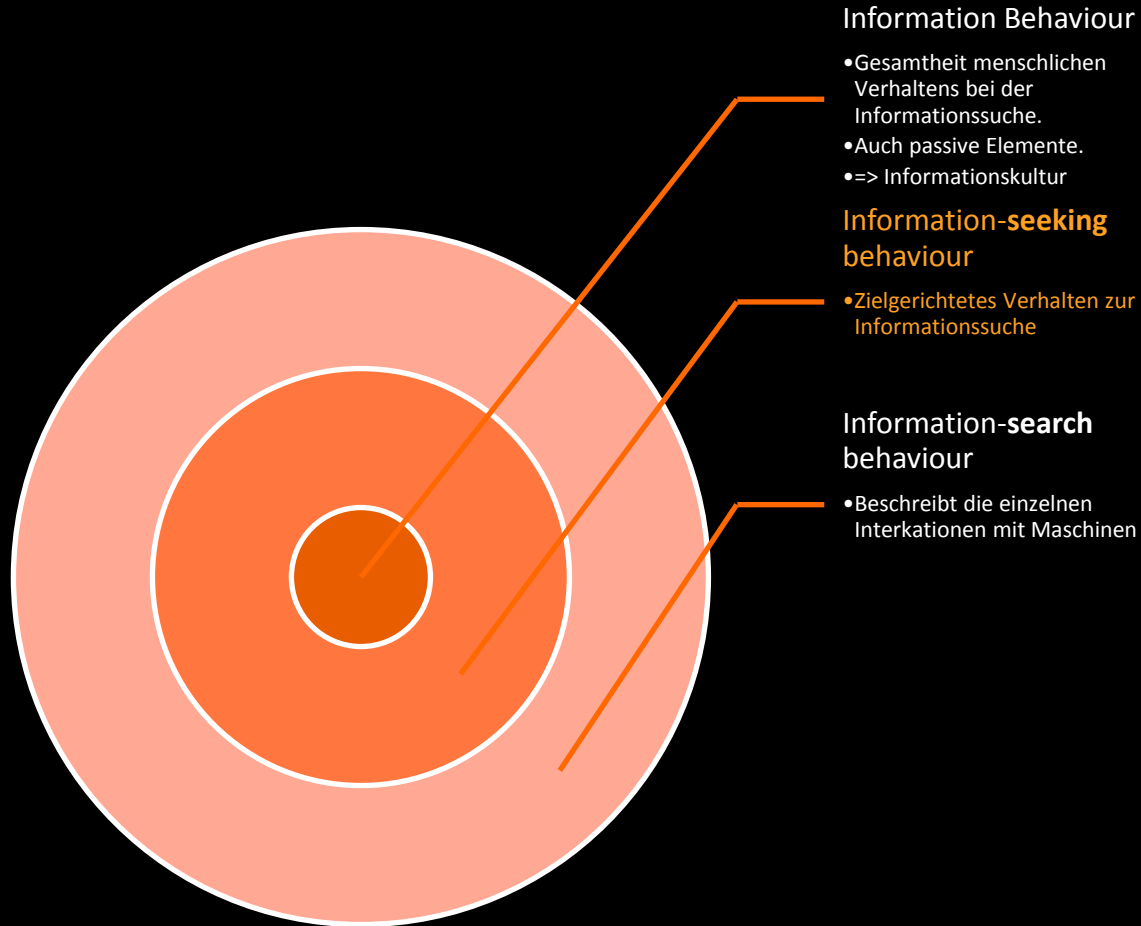 Information Behaviour
•Gesamtheit menschlichen
Verhaltens bei der
Informationssuche.
•Auch passive Elemente.
•=> Informationskultur
Information-seeking
behaviour
•Zielgerichtetes Verhalten zur
Informationssuche
Information-search
behaviour
•Beschreibt die einzelnen
Interkationen mit Maschinen